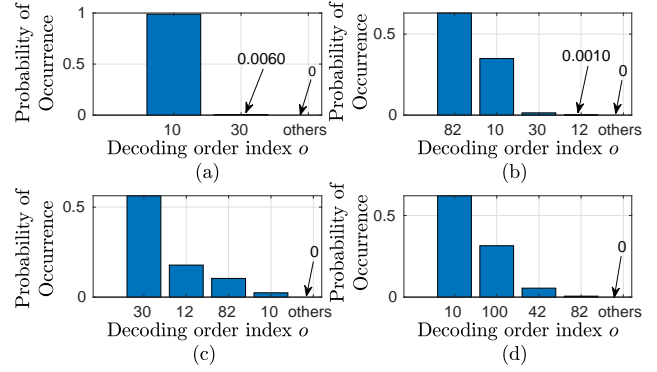 Probability of
Occurrence
1
0.5
0
0.0060
0
10 30 others
Decoding order index o
(a)
Probability of
Occurrence
0.5
0
0.0010
0
82 10 30 12 others
Decoding order index o
(b)
Probability of
Occurrence
0.5
0
0
30 12 82 10 others
Decoding order index o
(c)
Probability of
Occurrence
0.5
0
0
10 100 42 82 others
Decoding order index o
(d)